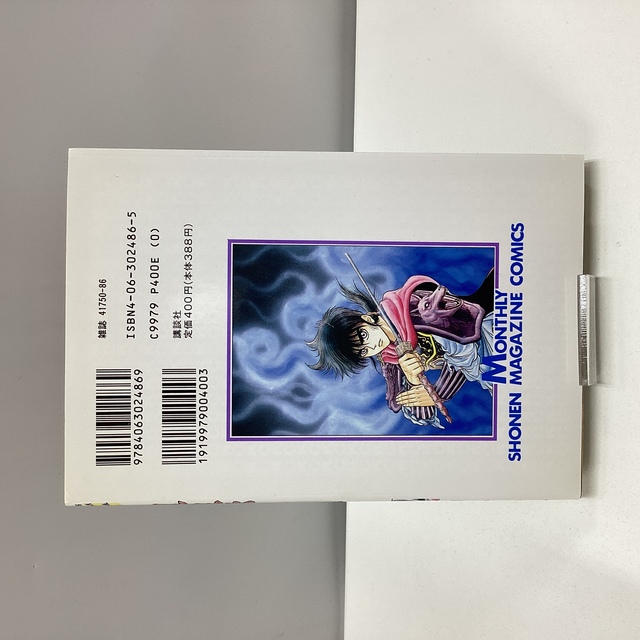 MONTHLY
SHONEN MAGAZINE COMICS
雑誌 41750-86
ISBN4-06-302486-5
C9979 P400E (0)
講談社
定価400円(本体388円)
9784063024869
1919979004003